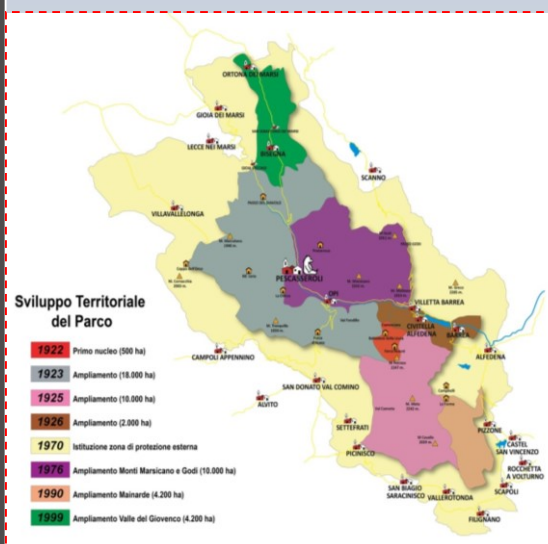 ORTONA DEI MARSI
GIOIA DEI MARSI
LECCE NEI MARSI
BISEGNA
SCANNO
VILLAVALLELONGA
PESCASSEROLI
OPI
VILLETTA BARREA
CIVITELLA
ALFEDENA
BARREA
ALFEDENA
Sviluppo Territoriale
del Parco
1922 Primo nucleo (500 ha)
1923 Ampliamento (18.000 ha)
1925 Ampliamento (10.000 ha)
1926 Ampliamento (2.000 ha)
1970 Istituzione zona di protezione esterna
1976 Ampliamento Monti Marsicano e Godi (10.000 ha)
1990 Ampliamento Mainarde (4.200 ha)
1999 Ampliamento Valle del Giovenco (4.200 ha)
CAMPOLI APPENNINO
SAN DONATO VAL COMINO
ALVITO
SETTEFRATI
PICINISCO
PIZZONE
CASTEL
SAN VINCENZO
ROCCHETTA
A VOLTURNO
SCAPOLI
SAN BIAGIO
SARACINISCO
VALLEROTONDA
FILIGNANO